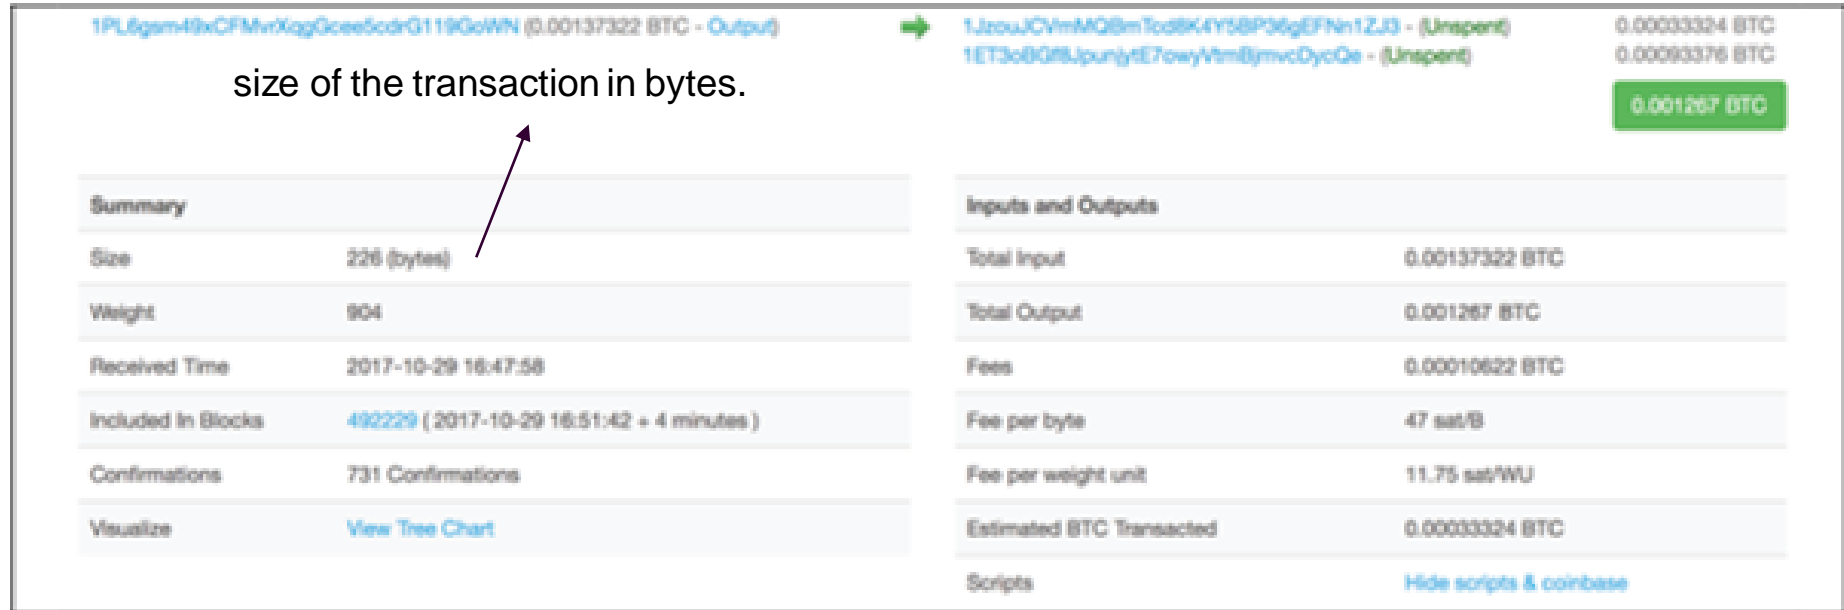 (0.00137322 BTC - Output)
- (Unspent) 0.00033324 BTC
- (Unspent) 0.00093376 BTC
size of the transaction in bytes.
0.001267 BTC
Summary
Size 226 (bytes)
Weight 904
Received Time 2017-10-29 16:47:58
Included In Blocks 492229 ( 2017-10-29 16:51:42 + 4 minutes )
Confirmations 731 Confirmations
Visualize View Tree Chart
Inputs and Outputs
Total Input 0.00137322 BTC
Total Output 0.001267 BTC
Fees 0.00010622 BTC
Fee per byte 47 sat/B
Fee per weight unit 11.75 sat/WU
Estimated BTC Transacted 0.00033324 BTC
Scripts Hide scripts & coinbase